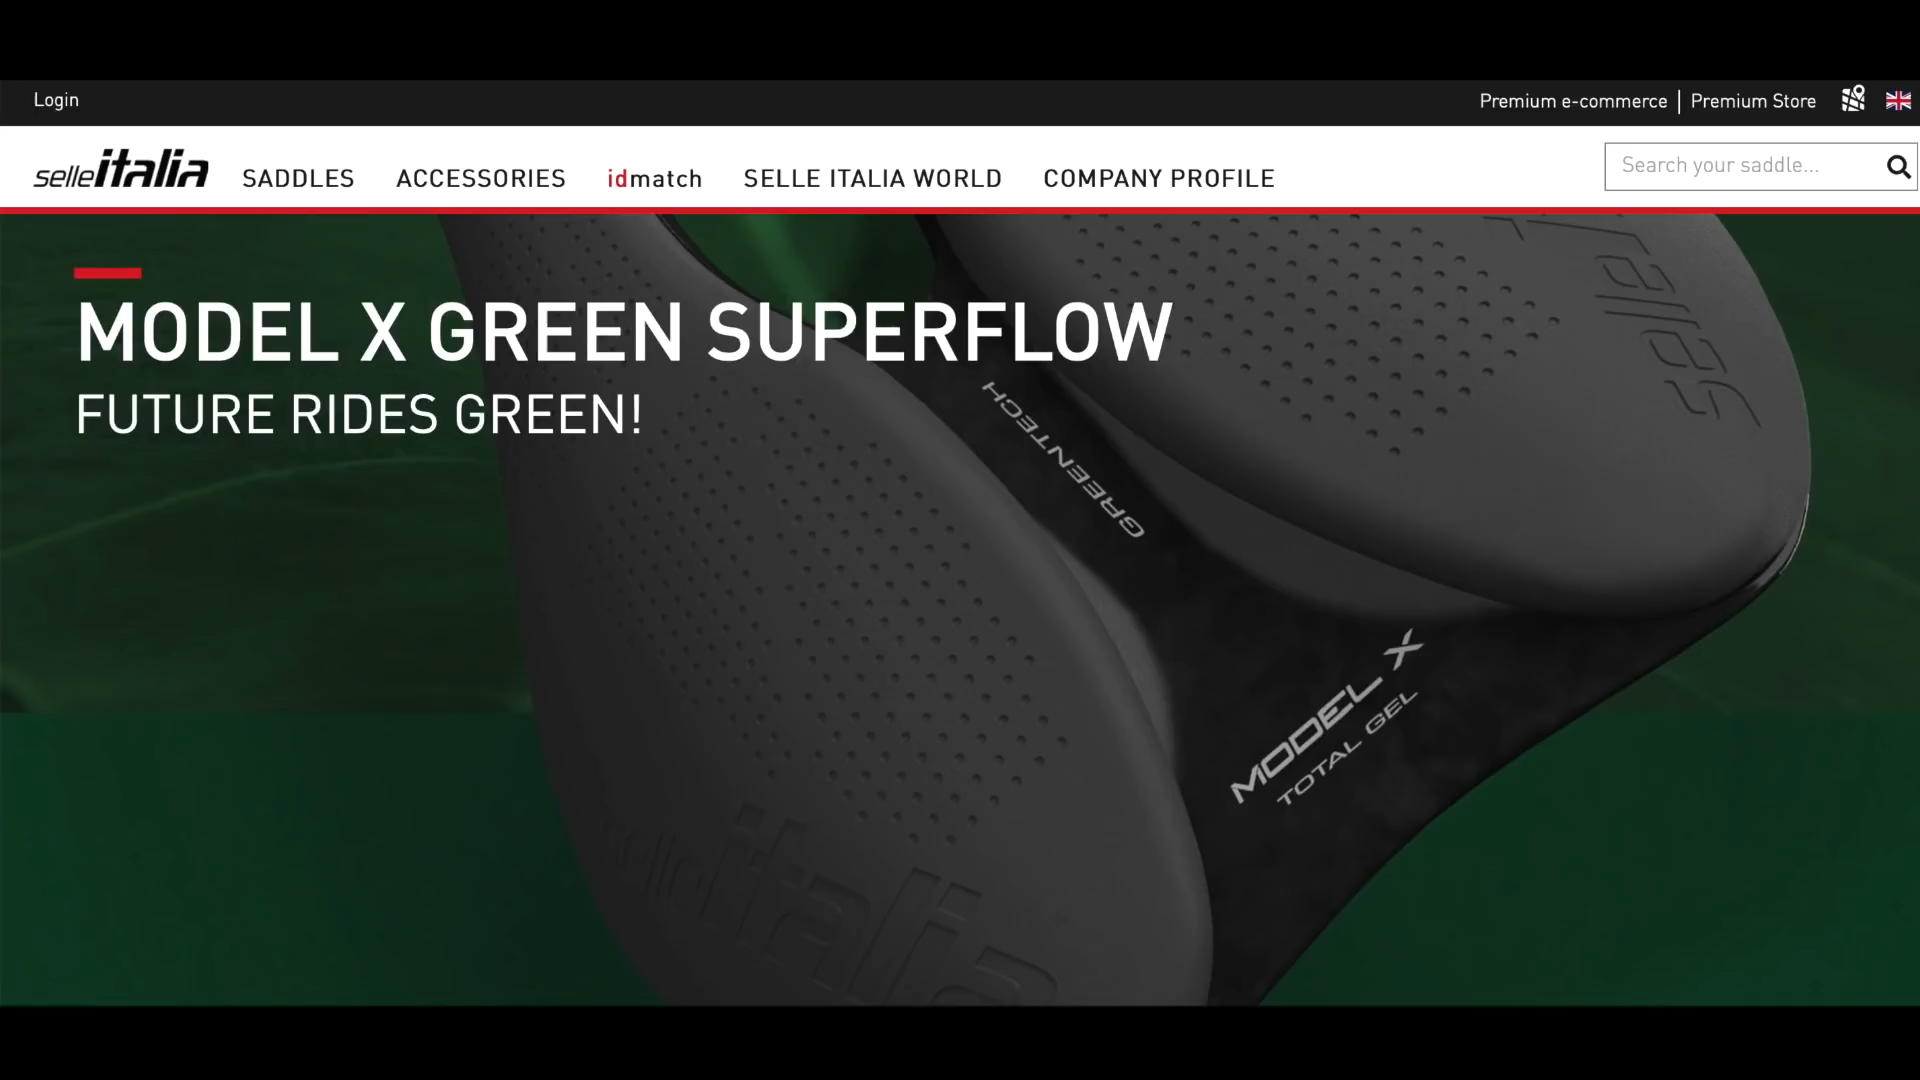 Login
Premium e-commerce | Premium Store
selleitalia
SADDLES ACCESSORIES idmatch SELLE ITALIA WORLD COMPANY PROFILE
Search your saddle...
MODEL X GREEN SUPERFLOW
FUTURE RIDES GREEN!
GREENTECH
MODEL X
TOTAL GEL
selleitalia